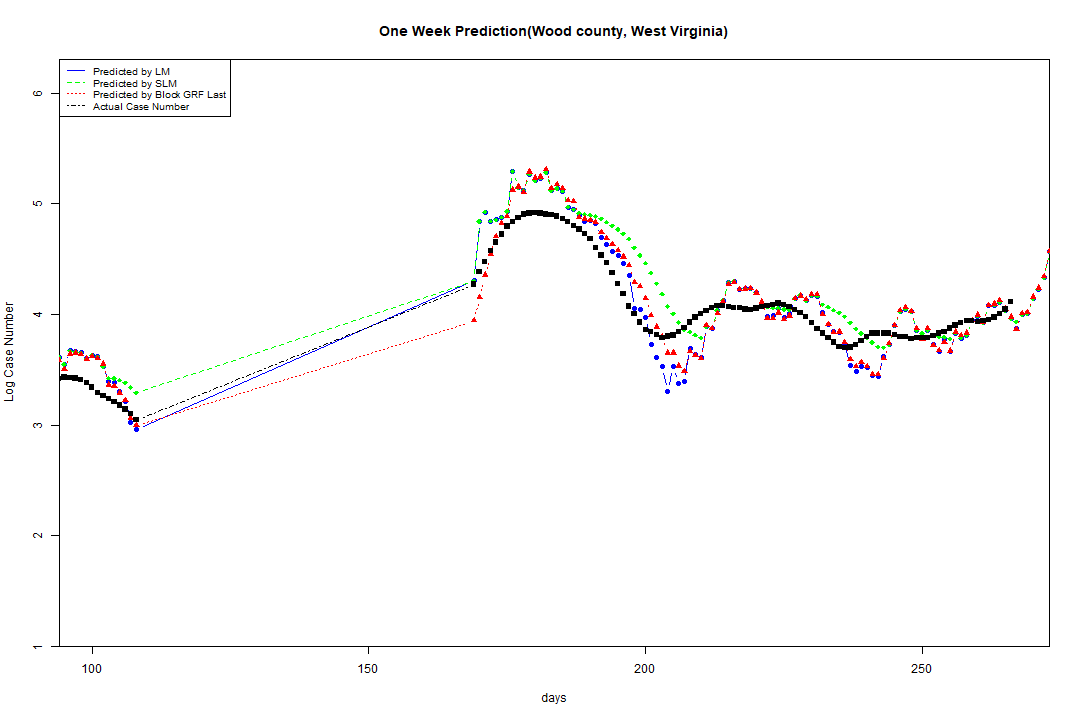 One Week Prediction(Wood county, West Virginia)
Predicted by LM
Predicted by SLM
Predicted by Block GRF Last
Actual Case Number
6
5
4
3
2
1
Log Case Number
100 150 200 250
days